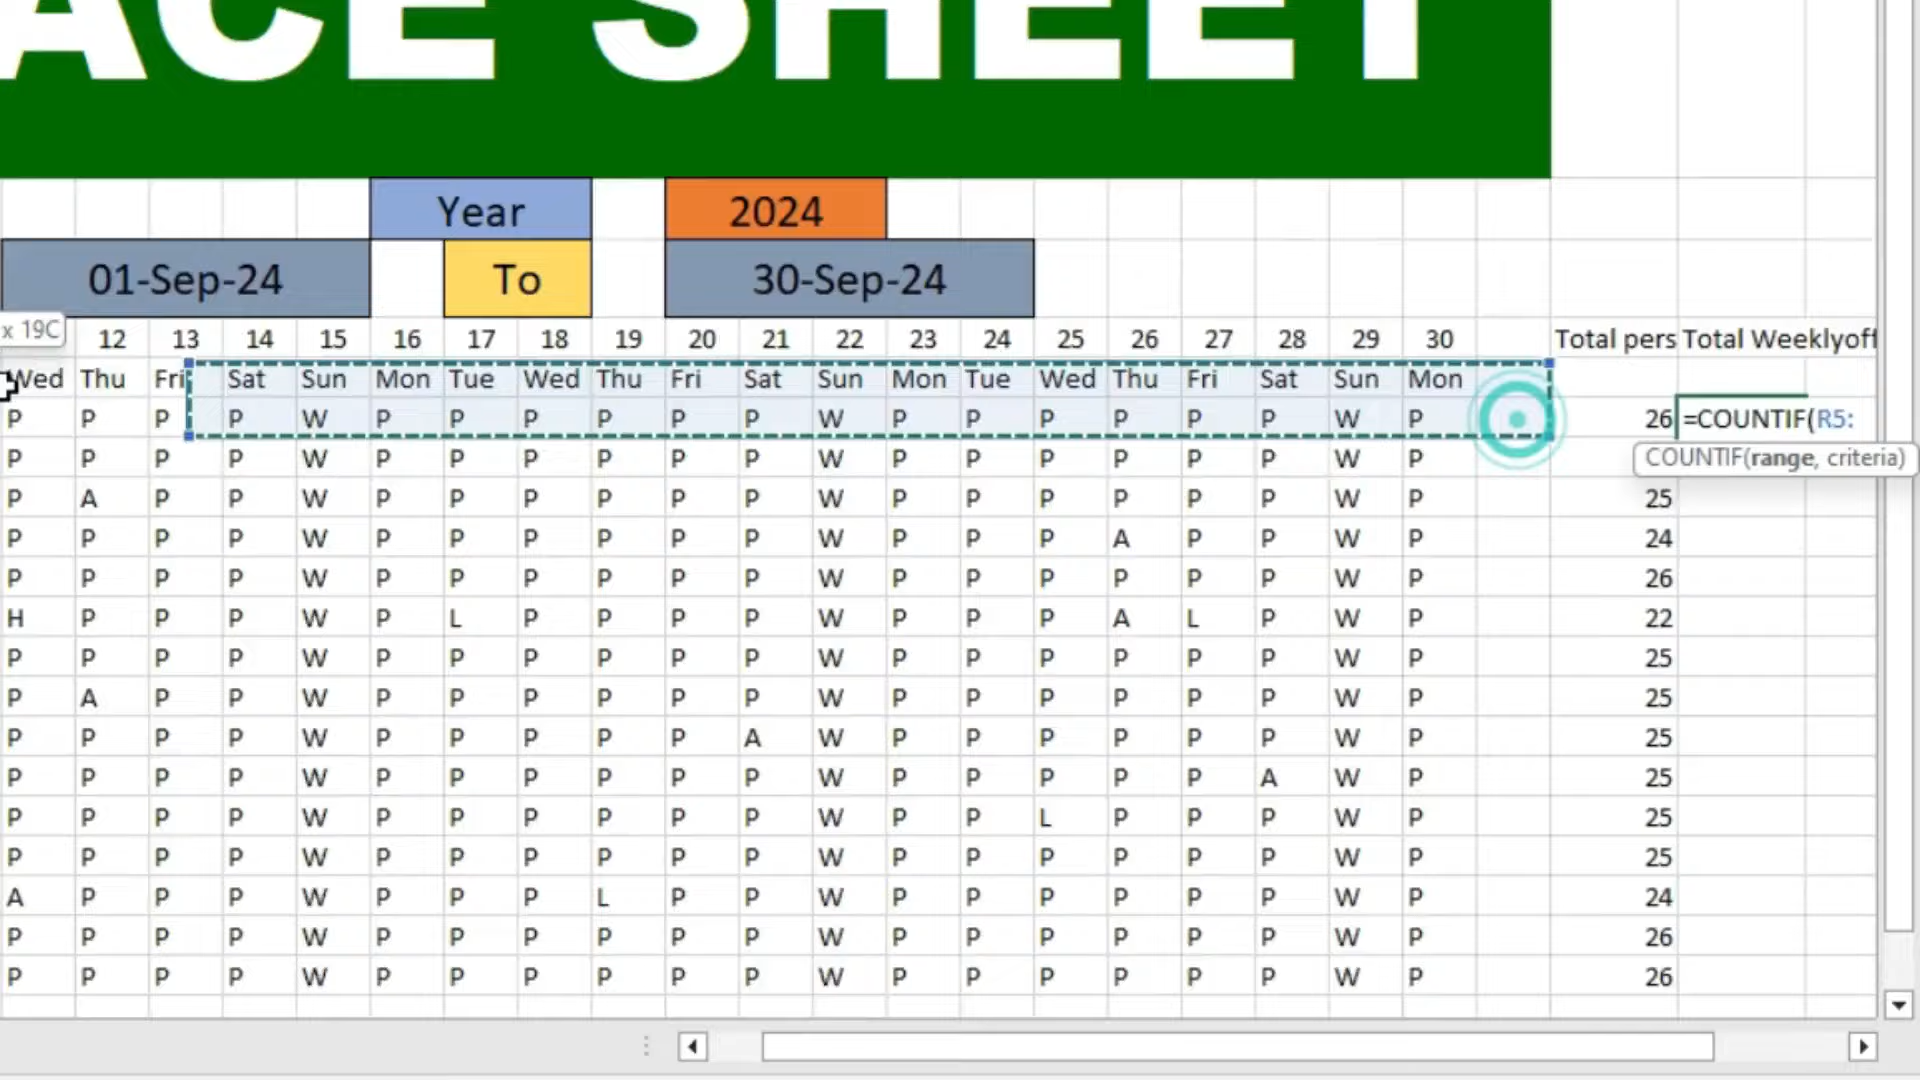 ACE SHEET
Year 2024
01-Sep-24 To 30-Sep-24
x 19C 12 13 14 15 16 17 18 19 20 21 22 23 24 25 26 27 28 29 30 Total pers Total Weeklyoff
Wed Thu Fri Sat Sun Mon Tue Wed Thu Fri Sat Sun Mon Tue Wed Thu Fri Sat Sun Mon
P P P P W P P P P P P W P P P P P P W P 26 =COUNTIF(R5:
P P P P W P P P P P P W P P P P P P W P COUNTIF(range, criteria)
P A P P W P P P P P P W P P P P P P W P 25
P P P P W P P P P P P W P P P A P P W P 24
P P P P W P P P P P P W P P P P P P W P 26
H P P P W P L P P P P W P P P A L P W P 22
P P P P W P P P P P P W P P P P P P W P 25
P A P P W P P P P P P W P P P P P P W P 25
P P P P W P P P P P A W P P P P P P W P 25
P P P P W P P P P P P W P P P P P A W P 25
P P P P W P P P P P P W P P L P P P W P 25
P P P P W P P P P P P W P P P P P P W P 25
A P P P W P P P L P P W P P P P P P W P 24
P P P P W P P P P P P W P P P P P P W P 26
P P P P W P P P P P P W P P P P P P W P 26